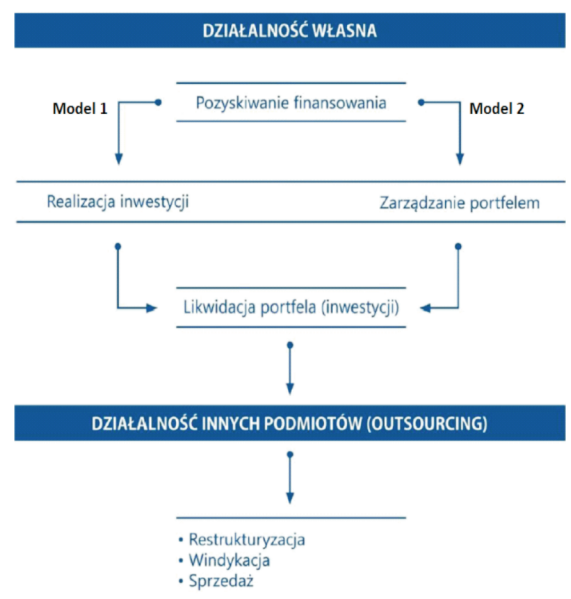 DZIAŁALNOŚĆ WŁASNA
Pozyskiwanie finansowania
Model 1
Model 2
Realizacja inwestycji
Zarządzanie portfelem
Likwidacja portfela (inwestycji)
DZIAŁALNOŚĆ INNYCH PODMIOTÓW (OUTSOURCING)
• Restrukturyzacja
• Windykacja
• Sprzedaż